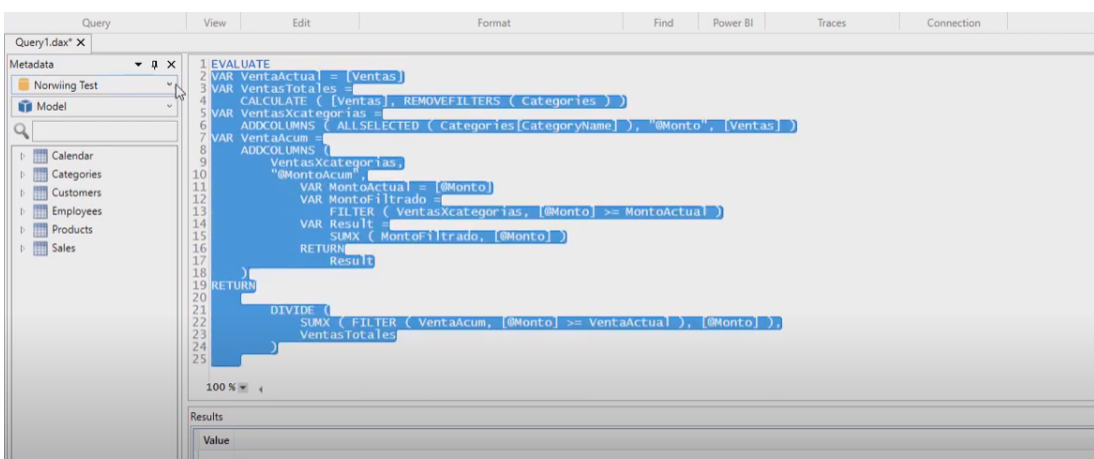 Query View Edit Format Find Power BI Traces Connection
Query1.dax* X
Metadata
Norwiing Test
Model
Calendar
Categories
Customers
Employees
Products
Sales
1 EVALUATE
2 VAR VentaActual = [Ventas]
3 VAR VentasTotales =
4 CALCULATE ( [Ventas], REMOVEFILTERS ( Categories ) )
5 VAR VentasXcategorias =
6 ADDCOLUMNS ( ALLSELECTED ( Categories[CategoryName] ), "@Monto", [Ventas] )
7 VAR VentaAcum =
8 ADDCOLUMNS (
9 VentasXcategorias,
10 "@MontoAcum",
11 VAR MontoActual = [@Monto]
12 VAR MontoFiltrado =
13 FILTER ( VentasXcategorias, [@Monto] >= MontoActual )
14 VAR Result =
15 SUMX ( MontoFiltrado, [@Monto] )
16 RETURN
17 Result
18 )
19 RETURN
20
21 DIVIDE (
22 SUMX ( FILTER ( VentaAcum, [@Monto] >= VentaActual ), [@Monto] ),
23 VentasTotales
24 )
25
100 %
Results
Value